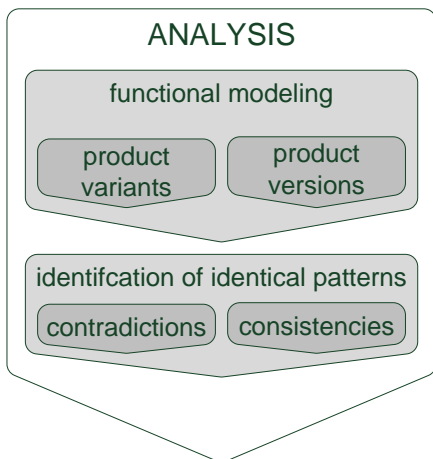 ANALYSIS
functional modeling
product
variants
product
versions
identifcation of identical patterns
contradictions
consistencies